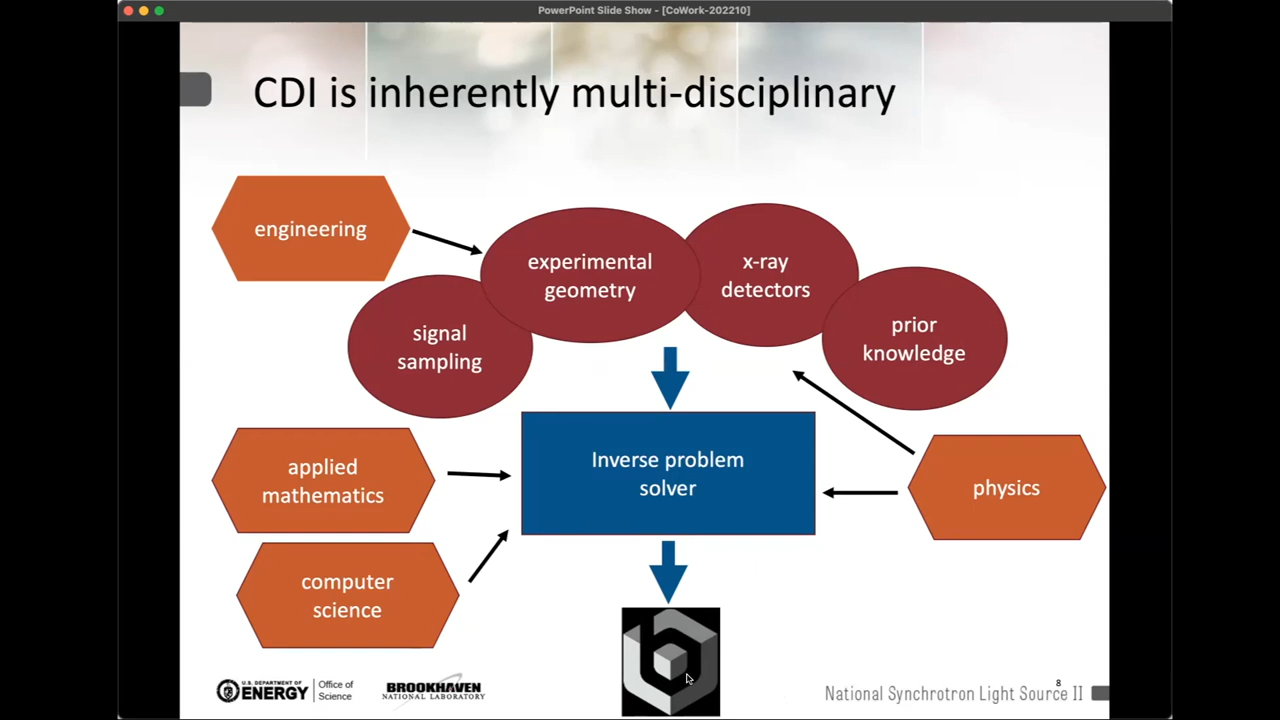 PowerPoint Slide Show - [CoWork-202210]
CDI is inherently multi-disciplinary
engineering
experimental
geometry
x-ray
detectors
signal
sampling
prior
knowledge
applied
mathematics
Inverse problem
solver
physics
computer
science
U.S. DEPARTMENT OF
ENERGY
Office of
Science
BROOKHAVEN
NATIONAL LABORATORY
8
National Synchrotron Light Source II